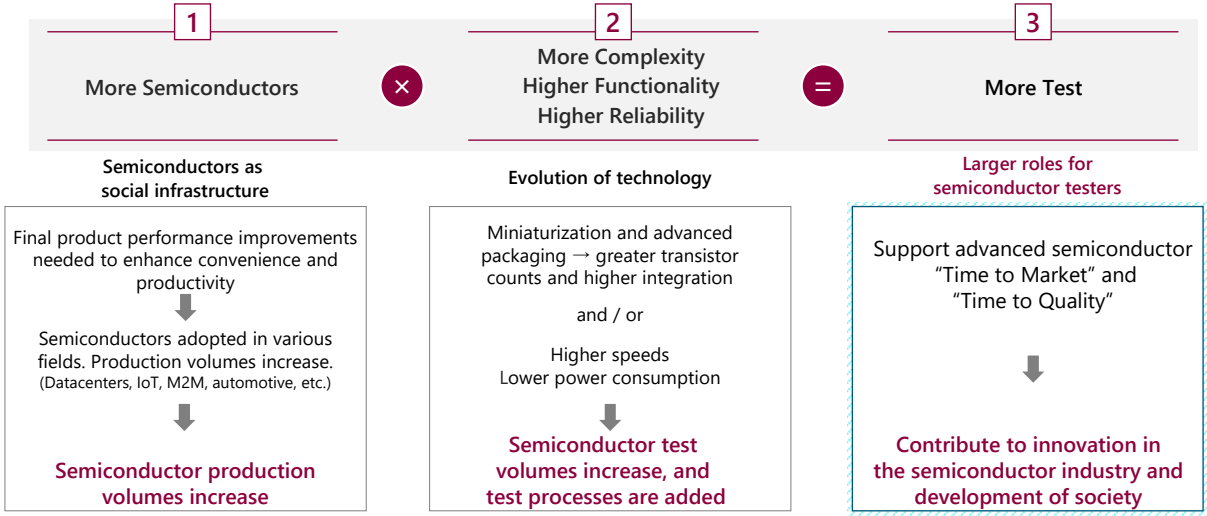 1
More Semiconductors
×
2
More Complexity
Higher Functionality
Higher Reliability
=
3
More Test
Semiconductors as
social infrastructure
Final product performance improvements
needed to enhance convenience and
productivity
Semiconductors adopted in various
fields. Production volumes increase.
(Datacenters, IoT, M2M, automotive, etc.)
Semiconductor production
volumes increase
Evolution of technology
Miniaturization and advanced
packaging → greater transistor
counts and higher integration
and / or
Higher speeds
Lower power consumption
Semiconductor test
volumes increase, and
test processes are added
Larger roles for
semiconductor testers
Support advanced semiconductor
“Time to Market” and
“Time to Quality”
Contribute to innovation in
the semiconductor industry and
development of society